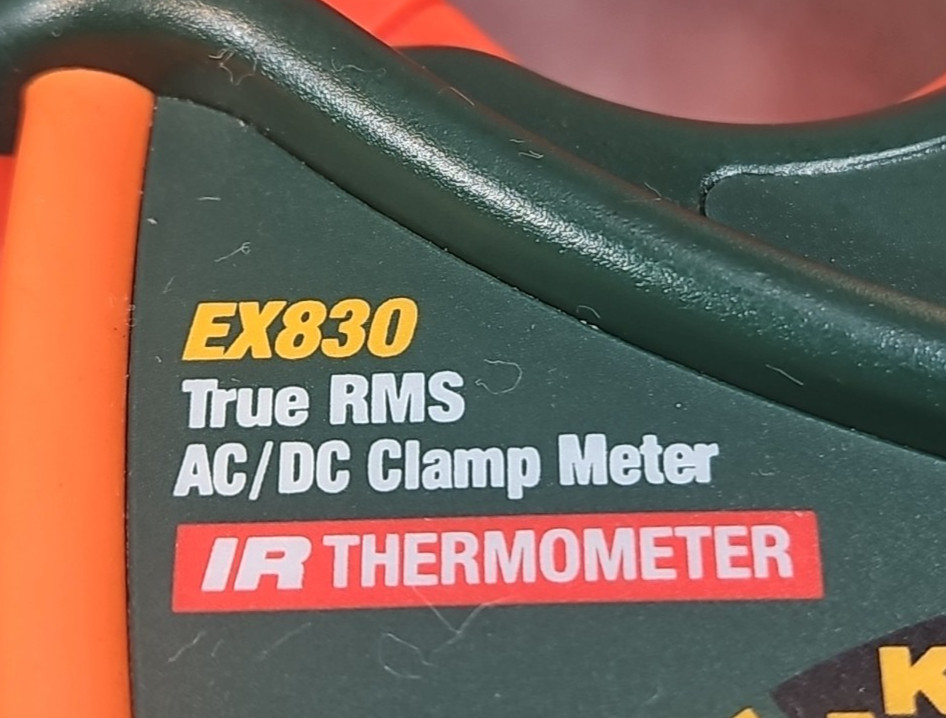 EX830
True RMS
AC/DC Clamp Meter
IR THERMOMETER
K